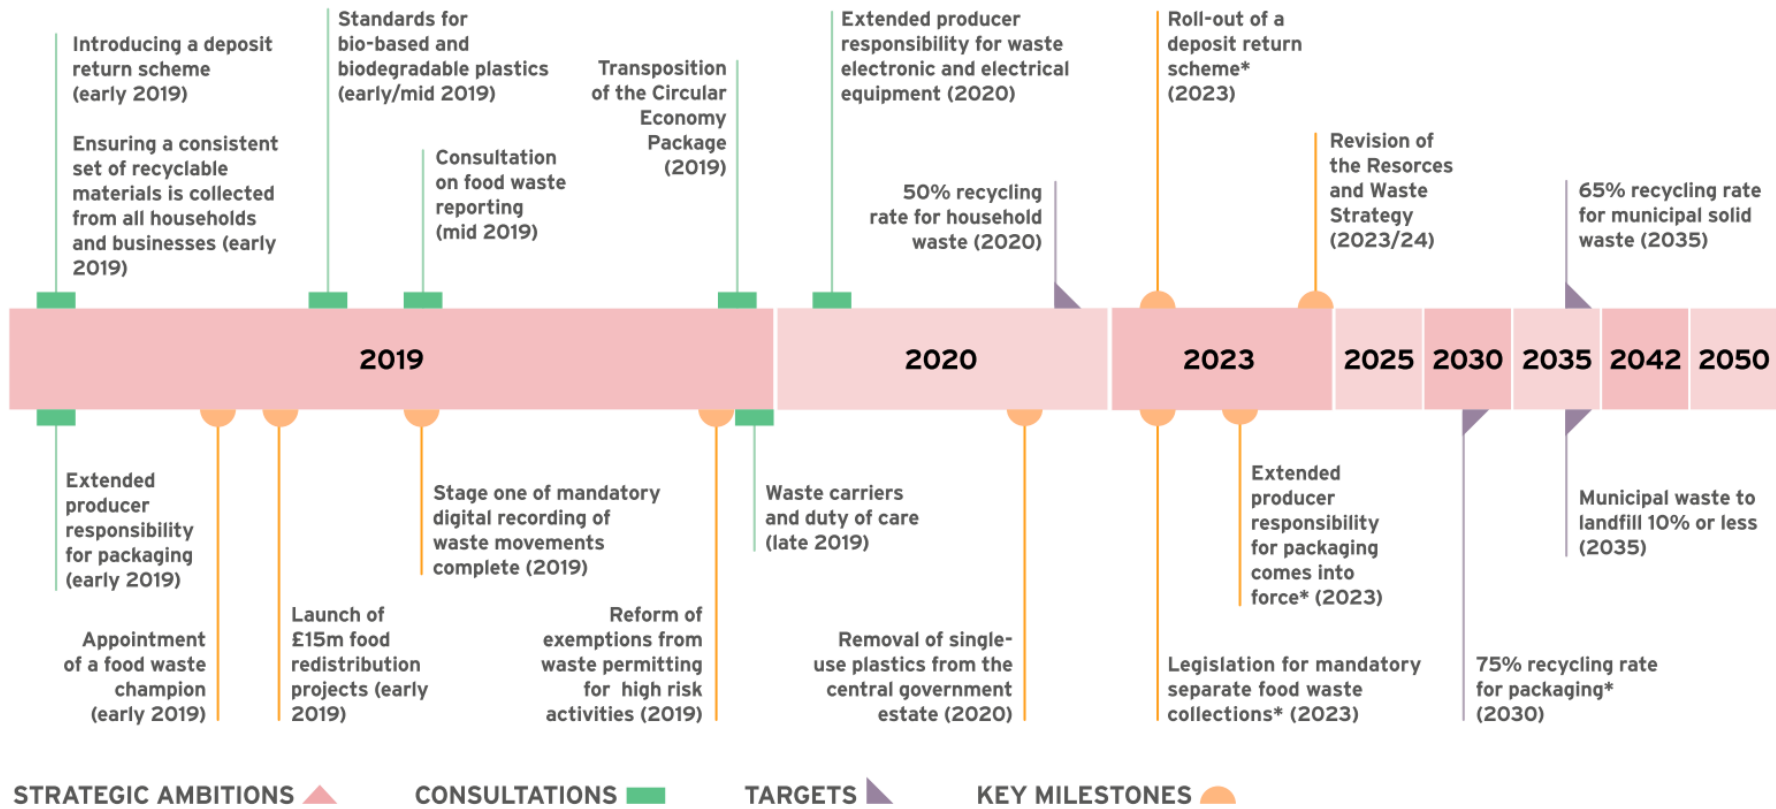 Introducing a deposit
return scheme
(early 2019)
Ensuring a consistent
set of recyclable
materials is collected
from all households
and businesses (early
2019)
Standards for
bio-based and
biodegradable plastics
(early/mid 2019)
Consultation
on food waste
reporting
(mid 2019)
Transposition
of the Circular
Economy
Package
(2019)
Extended producer
responsibility for waste
electronic and electrical
equipment (2020)
50% recycling
rate for household
waste (2020)
Roll-out of a
deposit return
scheme*
(2023)
Revision of
the Resorces
and Waste
Strategy
(2023/24)
65% recycling rate
for municipal solid
waste (2035)
2019
2020
2023
2025
2030
2035
2042
2050
Extended
producer
responsibility
for packaging
(early 2019)
Appointment
of a food waste
champion
(early 2019)
Launch of
£15m food
redistribution
projects (early
2019)
Stage one of mandatory
digital recording of
waste movements
complete (2019)
Reform of
exemptions from
waste permitting
for high risk
activities (2019)
Waste carriers
and duty of care
(late 2019)
Removal of single-
use plastics from the
central government
estate (2020)
Legislation for mandatory
separate food waste
collections* (2023)
Extended
producer
responsibility
for packaging
comes into
force* (2023)
75% recycling rate
for packaging*
(2030)
Municipal waste to
landfill 10% or less
(2035)
STRATEGIC AMBITIONS
CONSULTATIONS
TARGETS
KEY MILESTONES